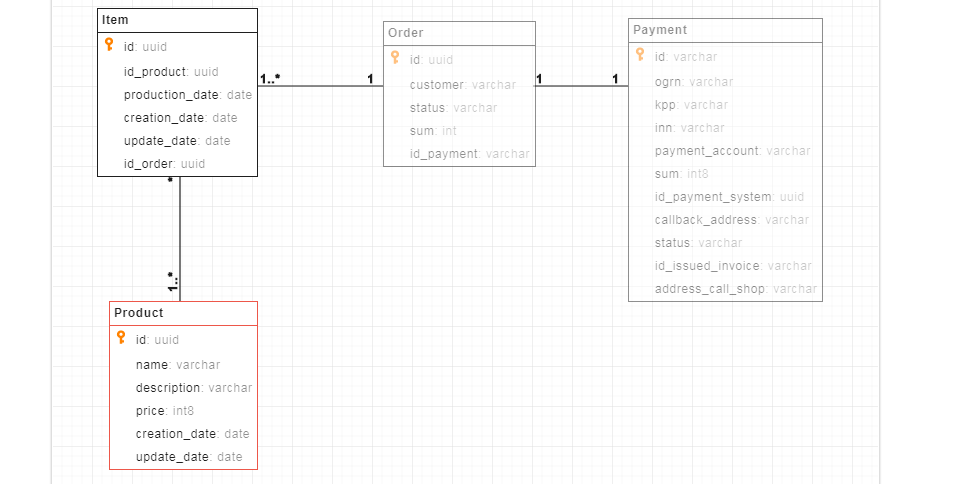 Item
id: uuid
id_product: uuid
production_date: date
creation_date: date
update_date: date
id_order: uuid
1..*
1
Order
id: uuid
customer: varchar
status: varchar
sum: int
id_payment: varchar
1
1
Payment
id: varchar
ogrn: varchar
kpp: varchar
inn: varchar
payment_account: varchar
sum: int8
id_payment_system: uuid
callback_address: varchar
status: varchar
id_issued_invoice: varchar
address_call_shop: varchar
*
1..*
Product
id: uuid
name: varchar
description: varchar
price: int8
creation_date: date
update_date: date